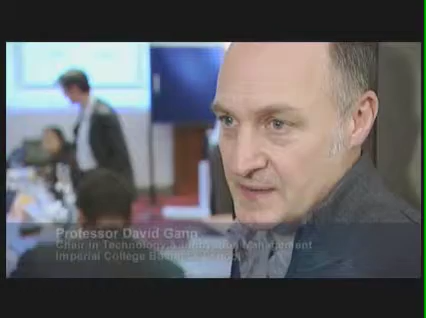 Professor David Gann
Chair in Technology & Innovation Management
Imperial College Business School